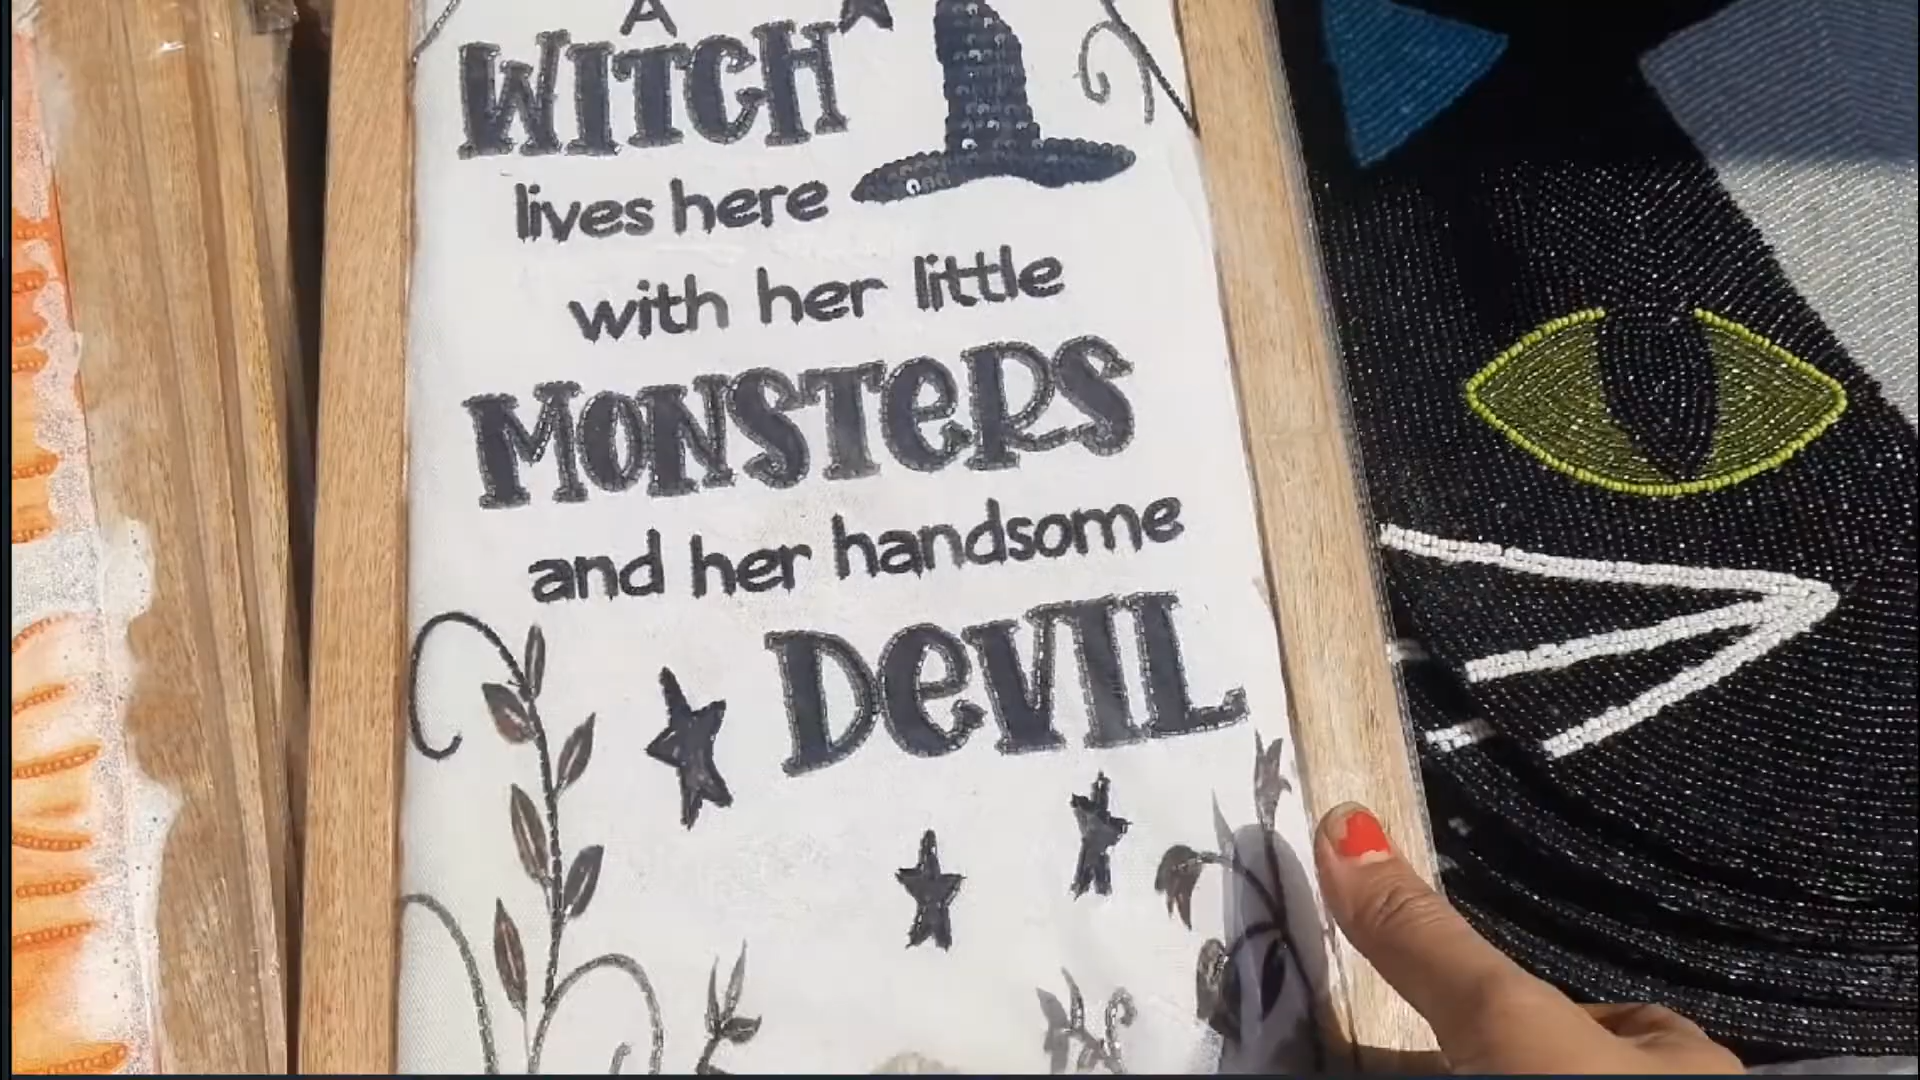 A
WITCH
lives here
with her little
MONSTERS
and her handsome
DEVIL